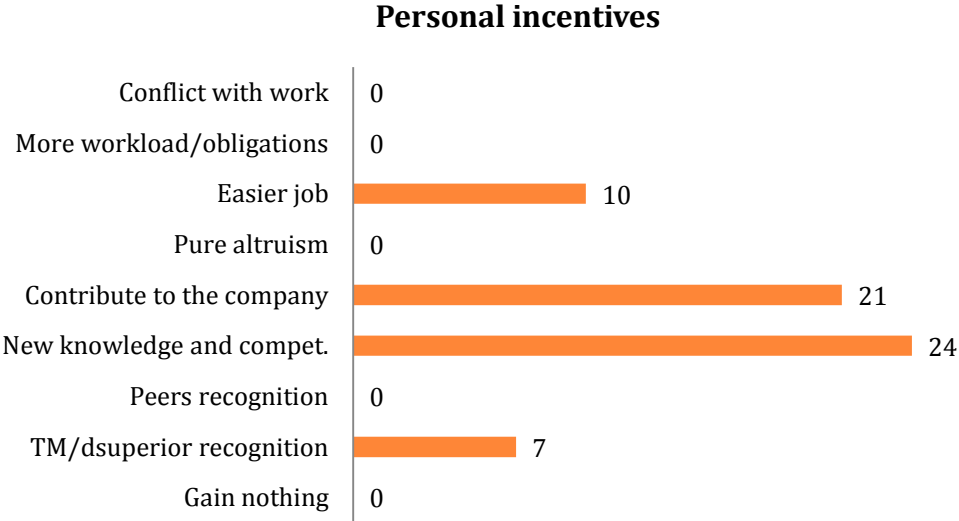 Personal incentives
Conflict with work 0
More workload/obligations 0
Easier job 10
Pure altruism 0
Contribute to the company 21
New knowledge and compet. 24
Peers recognition 0
TM/dsuperior recognition 7
Gain nothing 0